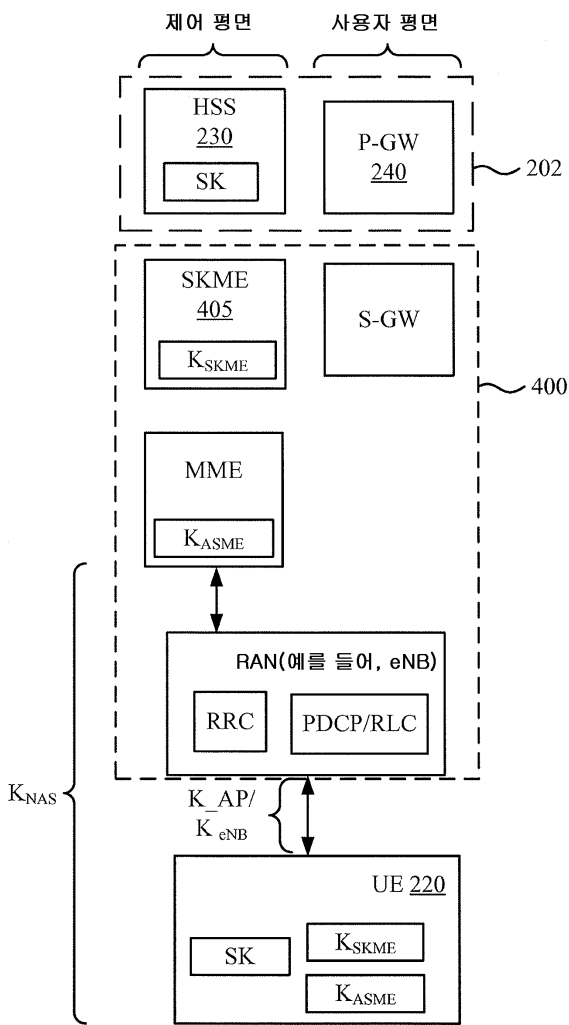 제어 평면
사용자 평면
HSS
230
SK
P-GW
240
202
SKME
405
K_SKME
S-GW
400
MME
K_ASME
RAN(예를 들어, eNB)
RRC
PDCP/RLC
K_NAS
K_AP/
K eNB
UE 220
SK
K_SKME
K_ASME